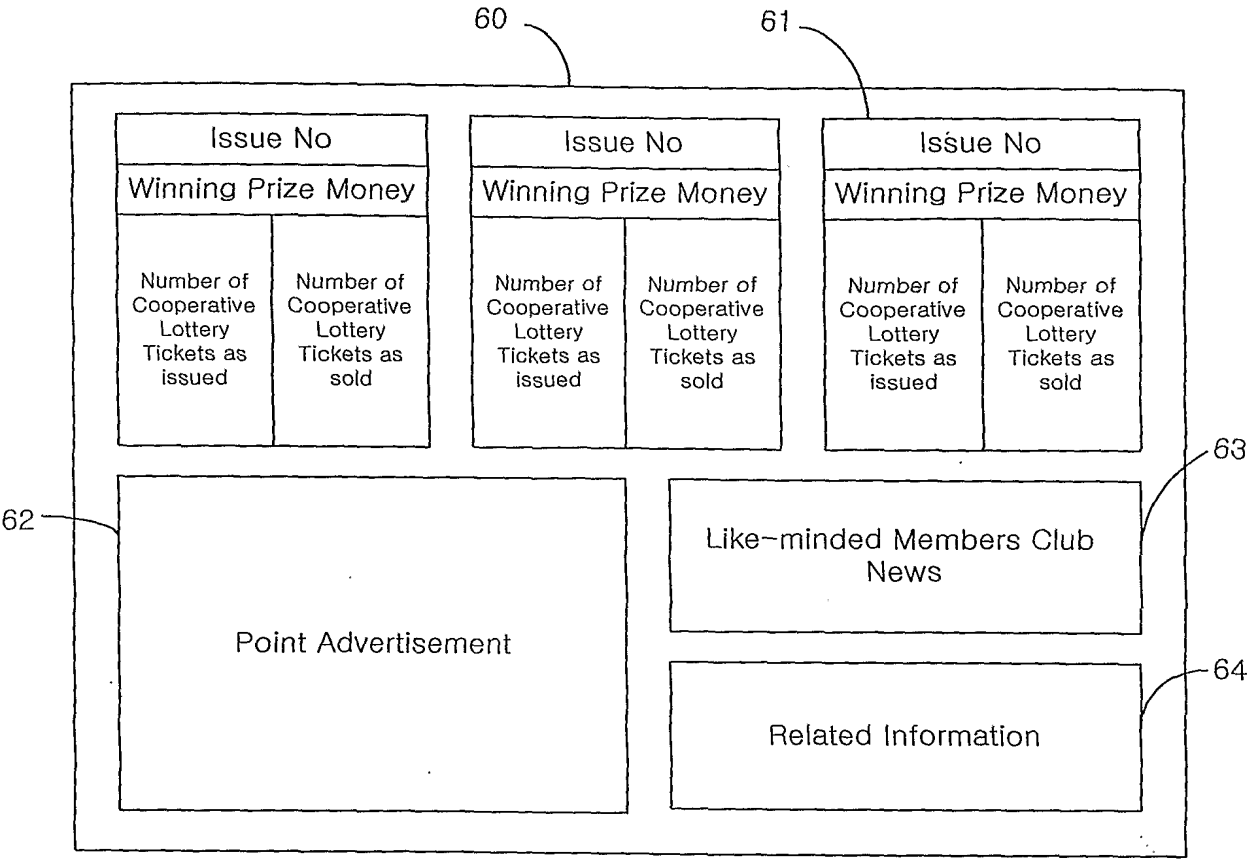 60
61
Issue No
Winning Prize Money
Number of
Cooperative
Lottery
Tickets as
issued
Number of
Cooperative
Lottery
Tickets as
sold
Issue No
Winning Prize Money
Number of
Cooperative
Lottery
Tickets as
issued
Number of
Cooperative
Lottery
Tickets as
sold
Issue No
Winning Prize Money
Number of
Cooperative
Lottery
Tickets as
issued
Number of
Cooperative
Lottery
Tickets as
sold
62
Point Advertisement
63
Like-minded Members Club
News
64
Related Information